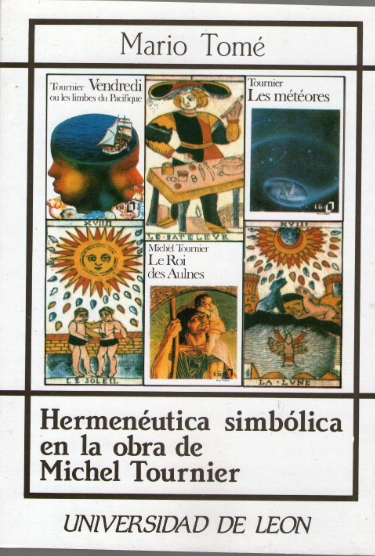 Mario Tomé
Tournier Vendredi
ou les limbes du Pacifique
Tournier
Les météores
LE·BATELEUR
XVIII
Michel Tournier
Le Roi
des Aulnes
LE·SOLEIL
LA·LUNE
Hermenéutica simbólica
en la obra de
Michel Tournier
UNIVERSIDAD DE LEON